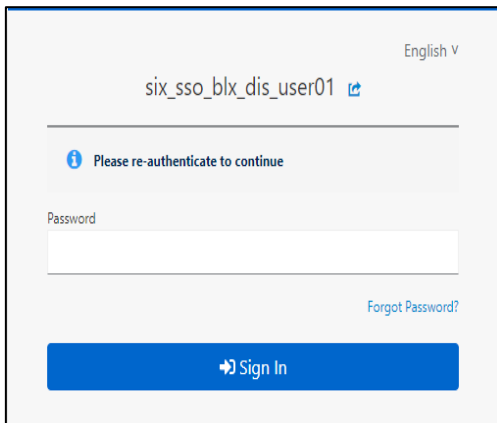 English v
six_sso_blx_dis_user01
Please re-authenticate to continue
Password
Forgot Password?
Sign In